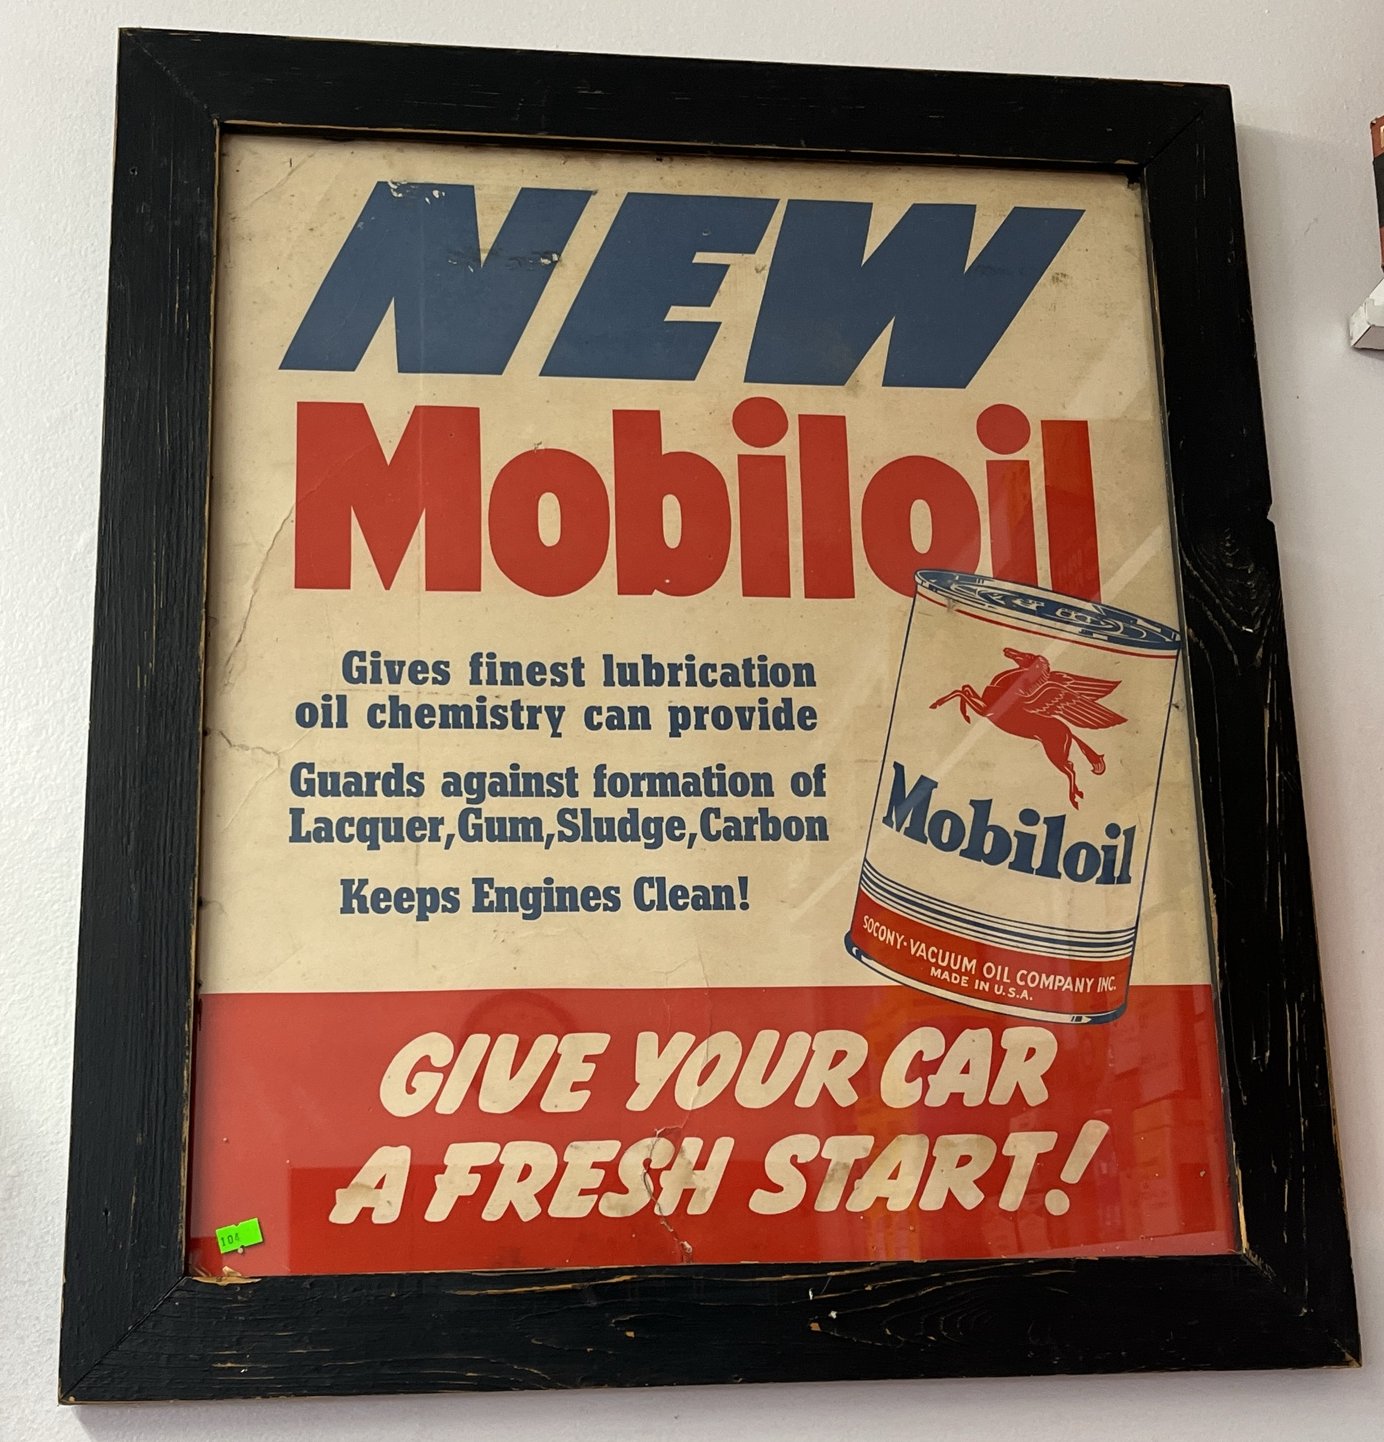 NEW
Mobiloil
Gives finest lubrication
oil chemistry can provide
Guards against formation of
Lacquer, Gum, Sludge, Carbon
Keeps Engines Clean!
Mobiloil
SOCONY-VACUUM OIL COMPANY INC.
MADE IN U.S.A.
GIVE YOUR CAR
A FRESH START!
104